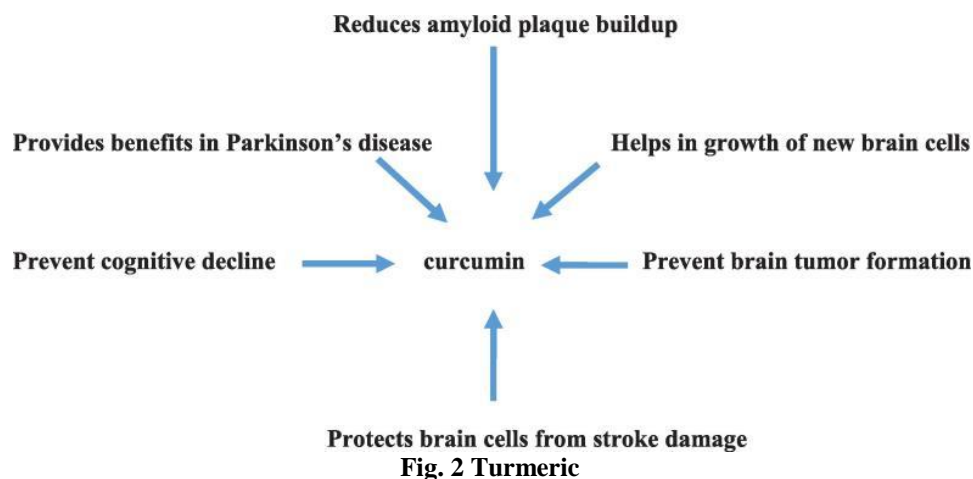 Reduces amyloid plaque buildup
Provides benefits in Parkinson's disease
Helps in growth of new brain cells
Prevent cognitive decline
curcumin
Prevent brain tumor formation
Protects brain cells from stroke damage
Fig. 2 Turmeric